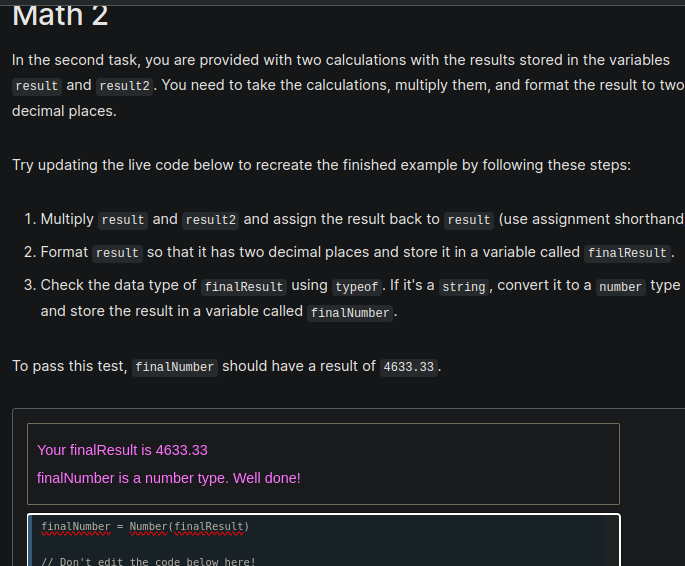 Math 2
In the second task, you are provided with two calculations with the results stored in the variables
result and result2. You need to take the calculations, multiply them, and format the result to two
decimal places.
Try updating the live code below to recreate the finished example by following these steps:
1. Multiply result and result2 and assign the result back to result (use assignment shorthand
2. Format result so that it has two decimal places and store it in a variable called finalResult.
3. Check the data type of finalResult using typeof. If it's a string, convert it to a number type
and store the result in a variable called finalNumber.
To pass this test, finalNumber should have a result of 4633.33.
Your finalResult is 4633.33
finalNumber is a number type. Well done!
finalNumber = Number(finalResult)
// Don't edit the code below here!